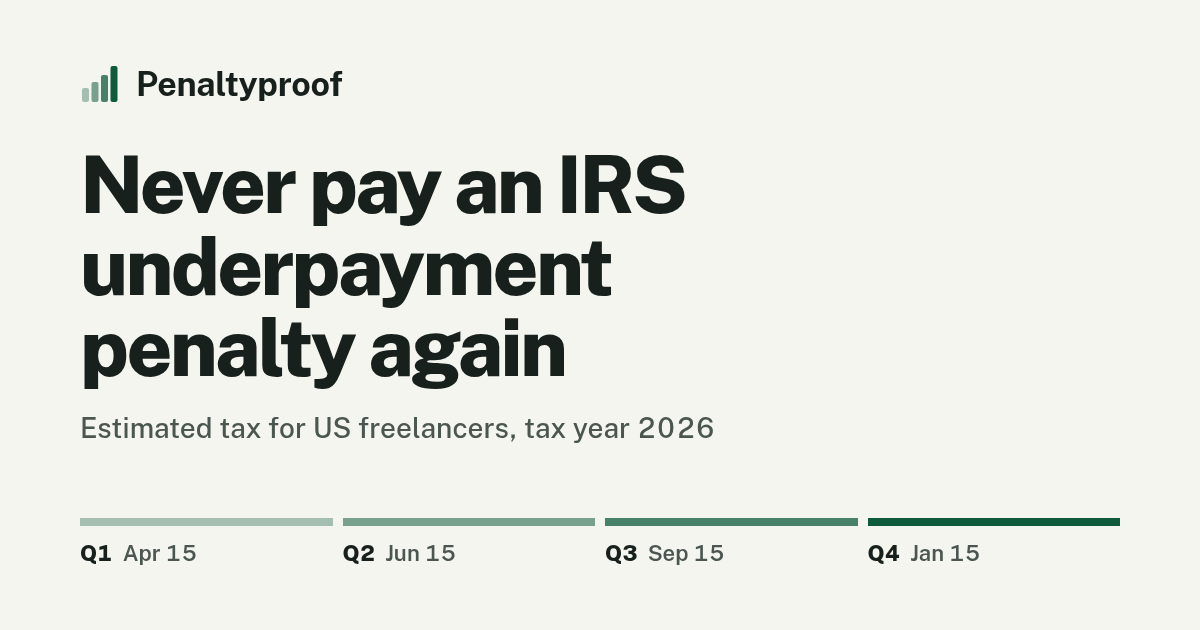 Penaltyproof
Never pay an IRS
underpayment
penalty again
Estimated tax for US freelancers, tax year 2026
Q1 Apr 15
Q2 Jun 15
Q3 Sep 15
Q4 Jan 15